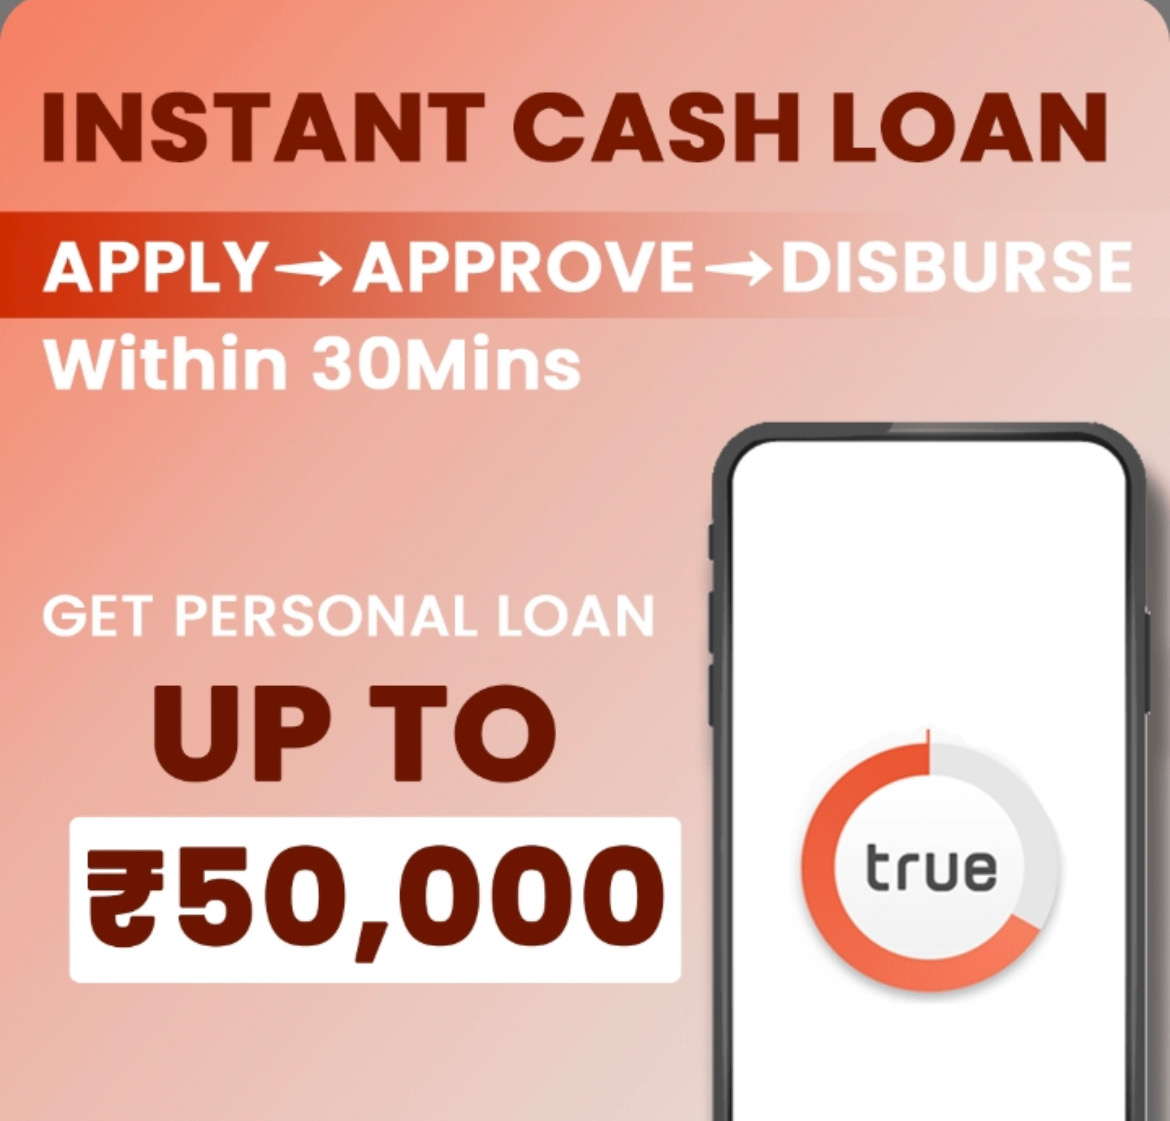 INSTANT CASH LOAN
APPLY→APPROVE→DISBURSE
Within 30Mins
GET PERSONAL LOAN
UP TO
₹50,000
true